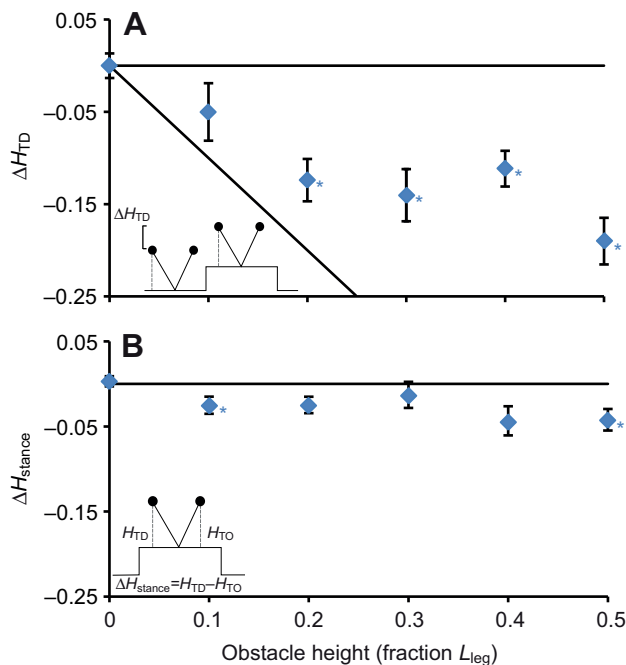 A
0.05
0
–0.05
–0.15
–0.25
ΔH_TD
ΔH_TD
*
*
*
*
B
0.05
0
–0.05
–0.15
–0.25
ΔH_stance
*
*
H_TD
H_TO
ΔH_stance=H_TD–H_TO
0
0.1
0.2
0.3
0.4
0.5
Obstacle height (fraction L_leg)